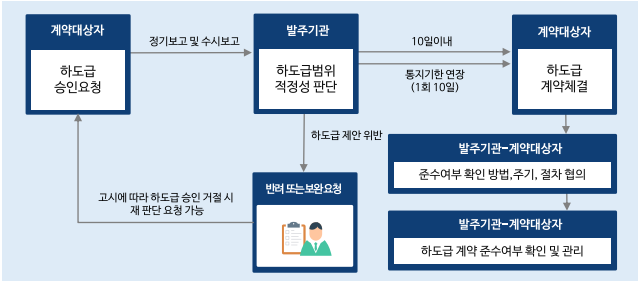 계약대상자
하도급
승인요청
정기보고 및 수시보고
발주기관
하도급범위
적정성 판단
10일이내
통지기한 연장
(1회 10일)
계약대상자
하도급
계약체결
하도급 제안 위반
발주기관-계약대상자
준수여부 확인 방법,주기, 절차 협의
반려 또는 보완 요청
고시에 따라 하도급 승인 거절 시
재 판단 요청 가능
발주기관-계약대상자
하도급 계약 준수여부 확인 및 관리